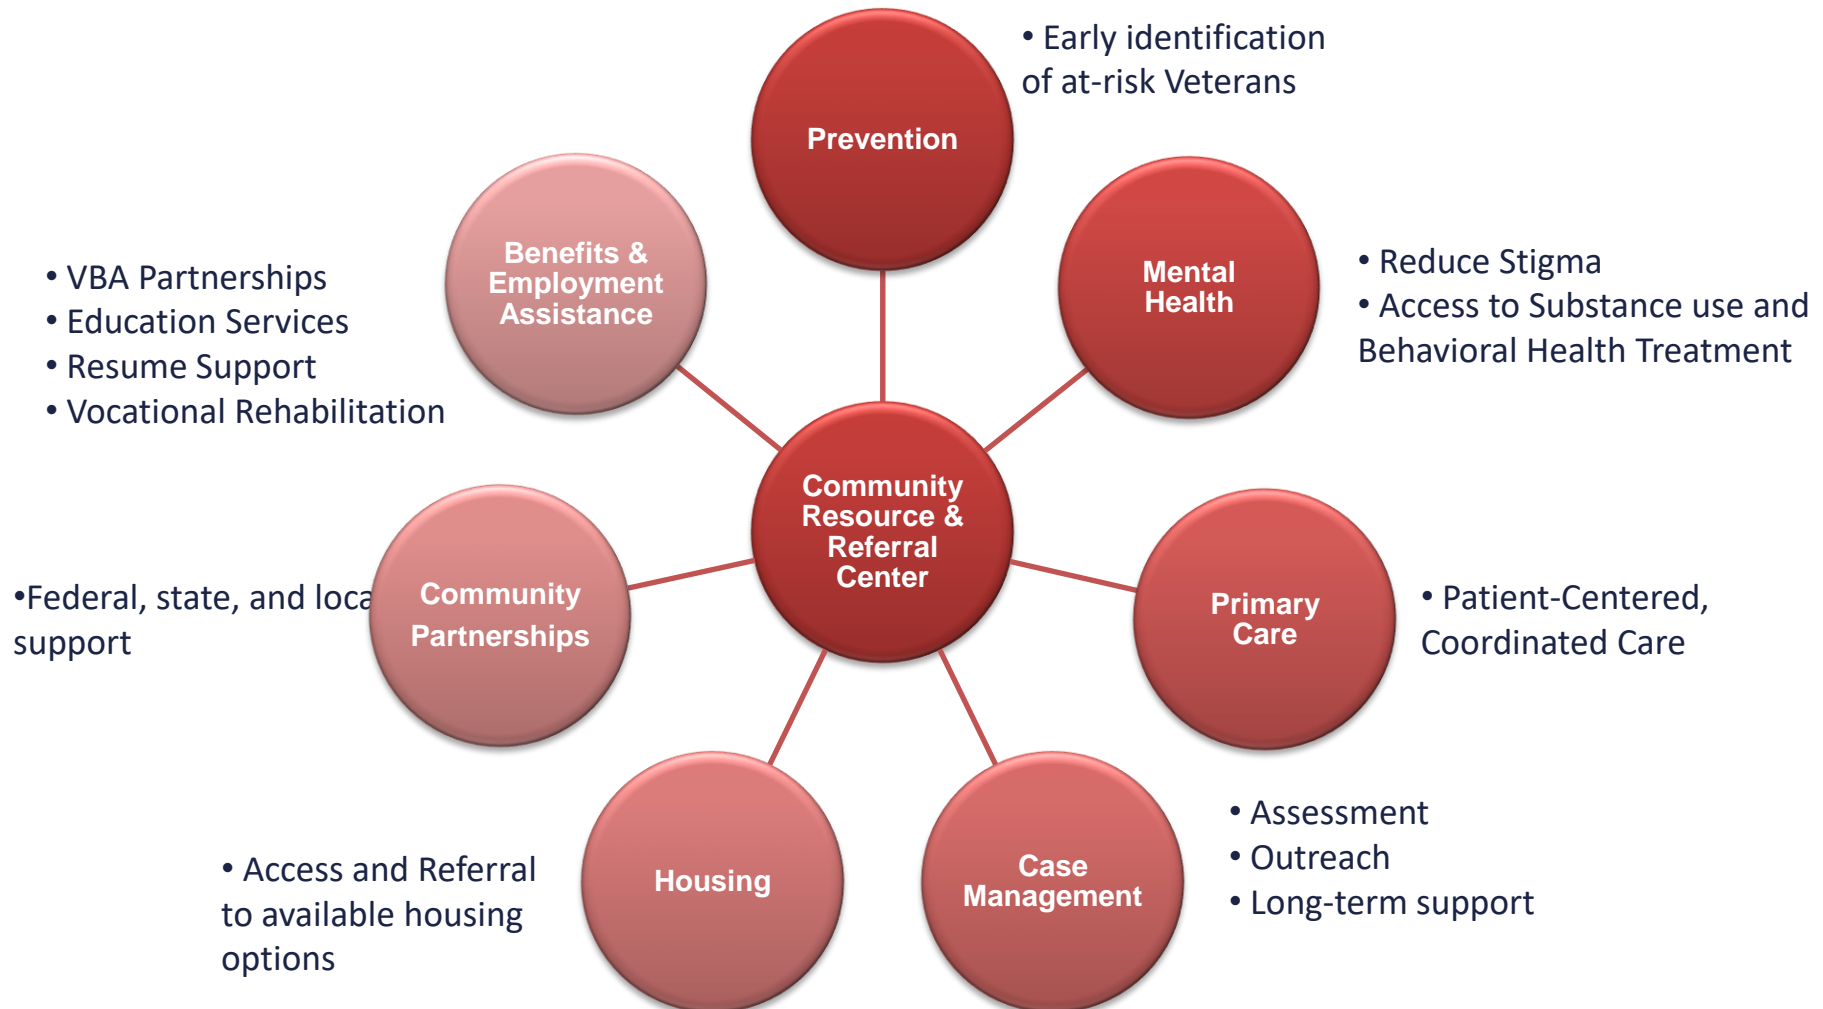 Prevention
• Early identification
of at-risk Veterans
Mental
Health
• Reduce Stigma
• Access to Substance use and
Behavioral Health Treatment
Primary
Care
• Patient-Centered,
Coordinated Care
Case
Management
• Assessment
• Outreach
• Long-term support
Housing
• Access and Referral
to available housing
options
Community
Partnerships
•Federal, state, and loca
support
Benefits &
Employment
Assistance
• VBA Partnerships
• Education Services
• Resume Support
• Vocational Rehabilitation
Community
Resource &
Referral
Center